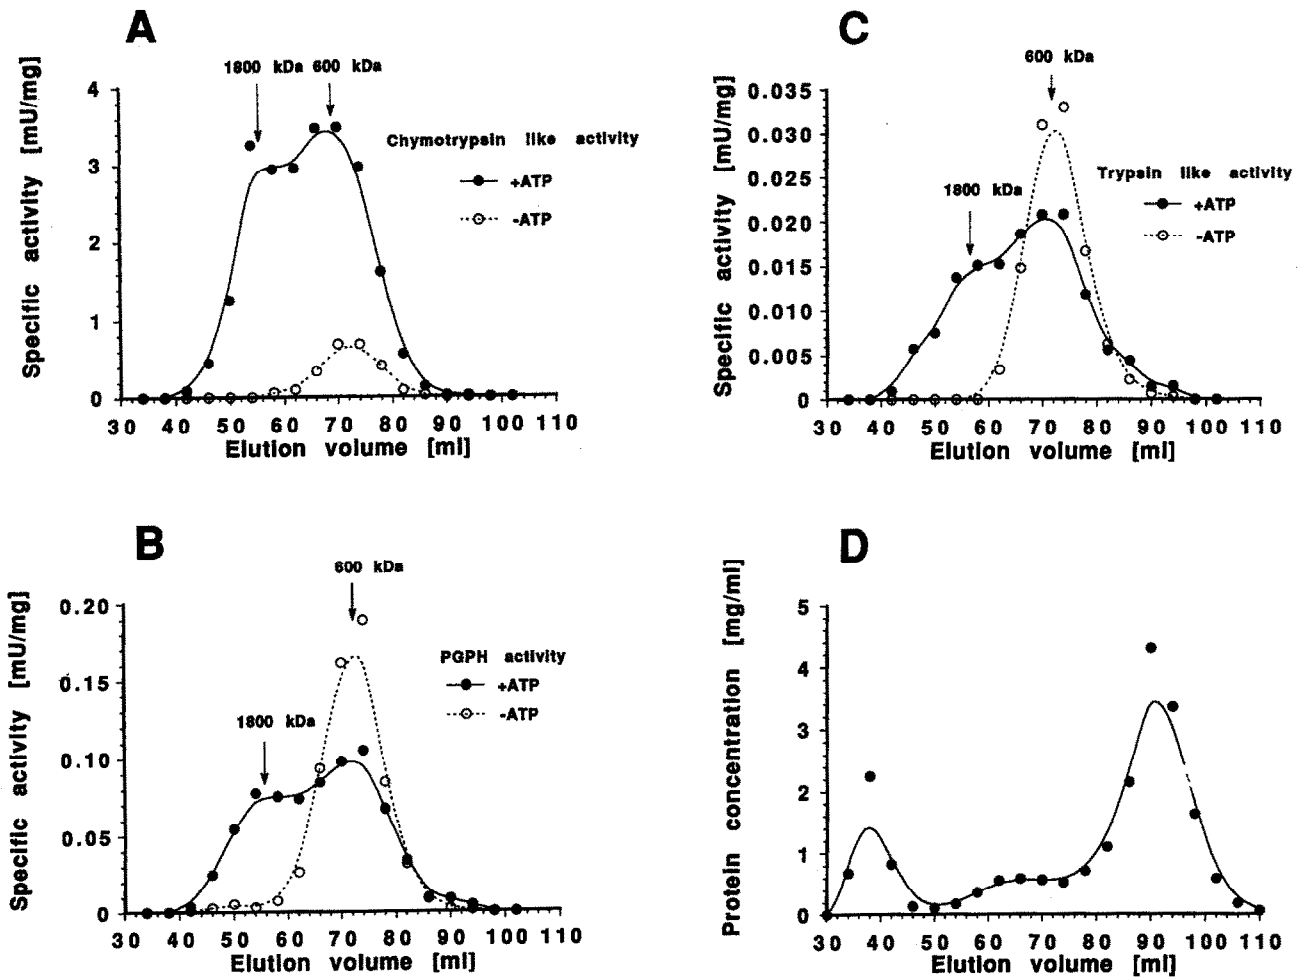 A
1800 kDa 600 kDa
Specific activity [mU/mg]
4
3
2
1
0
Chymotrypsin like activity
+ATP
-ATP
30 40 50 60 70 80 90 100 110
Elution volume [ml]
C
600 kDa
1800 kDa
Specific activity [mU/mg]
0.035
0.030
0.025
0.020
0.015
0.010
0.005
0
Trypsin like activity
+ATP
-ATP
30 40 50 60 70 80 90 100 110
Elution volume [ml]
B
600 kDa
1800 kDa
Specific activity [mU/mg]
0.20
0.15
0.10
0.05
0
PGPH activity
+ATP
-ATP
30 40 50 60 70 80 90 100 110
Elution volume [ml]
D
Protein concentration [mg/ml]
5
4
3
2
1
0
30 40 50 60 70 80 90 100 110
Elution volume [ml]